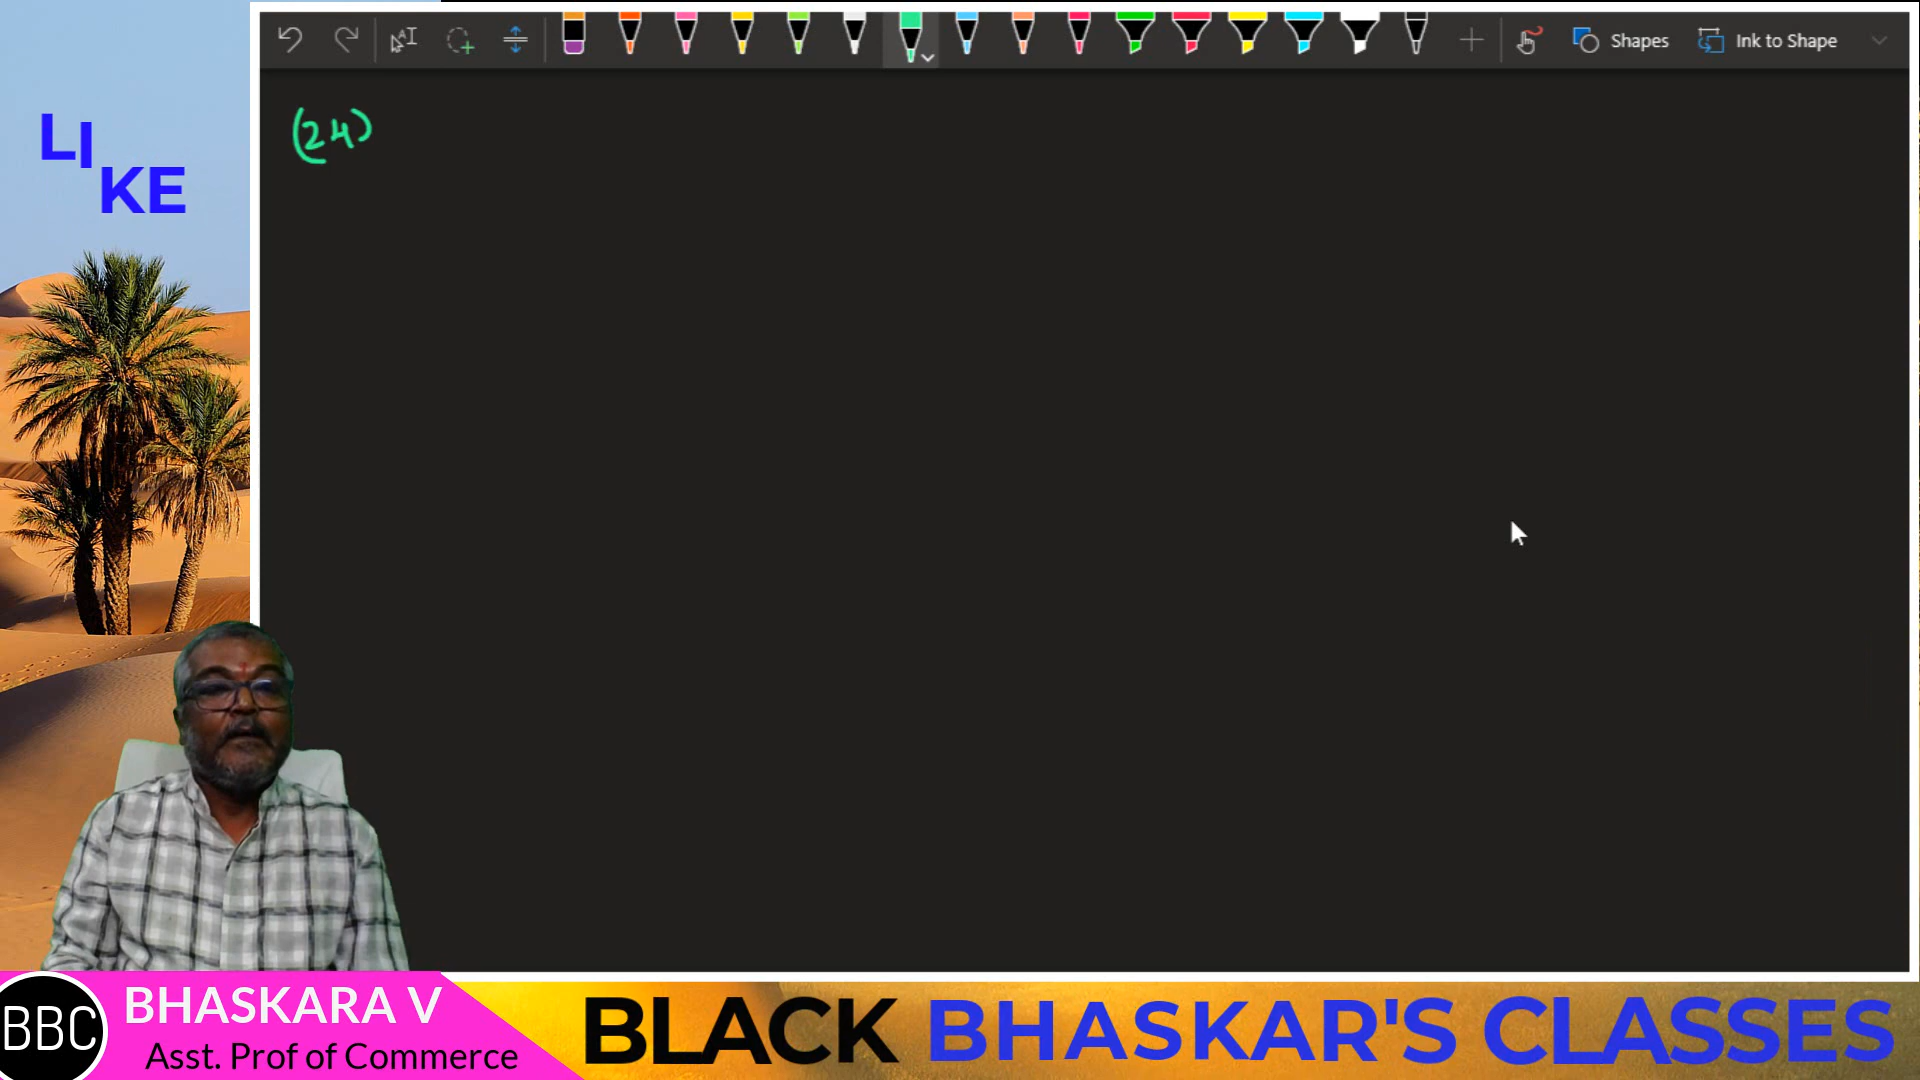 Shapes
Ink to Shape
(24)
LI
KE
BBC
BHASKARA V
Asst. Prof of Commerce
BLACK BHASKAR'S CLASSES